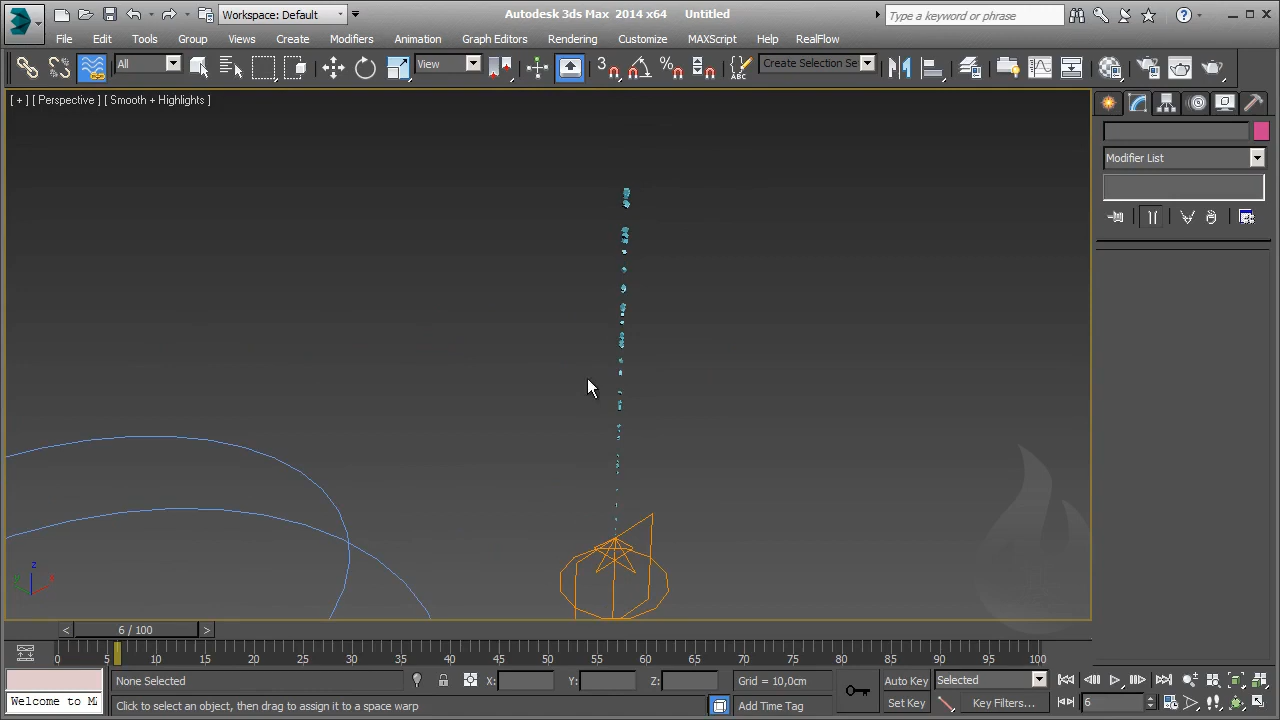 Workspace: Default
Autodesk 3ds Max 2014 x64 Untitled
Type a keyword or phrase
File Edit Tools Group Views Create Modifiers Animation Graph Editors Rendering Customize MAXScript Help RealFlow
All
View
3
Create Selection Se
ABC
[ + ] [ Perspective ] [ Smooth + Highlights ]
Modifier List
z
< 6 / 100 >
0 5 10 15 20 25 30 35 40 45 50 55 60 65 70 75 80 85 90 95 100
None Selected
X:
Y:
Z:
Grid = 10,0cm
Auto Key
Selected
Welcome to M
Click to select an object, then drag to assign it to a space warp
Add Time Tag
Set Key
Key Filters...
6